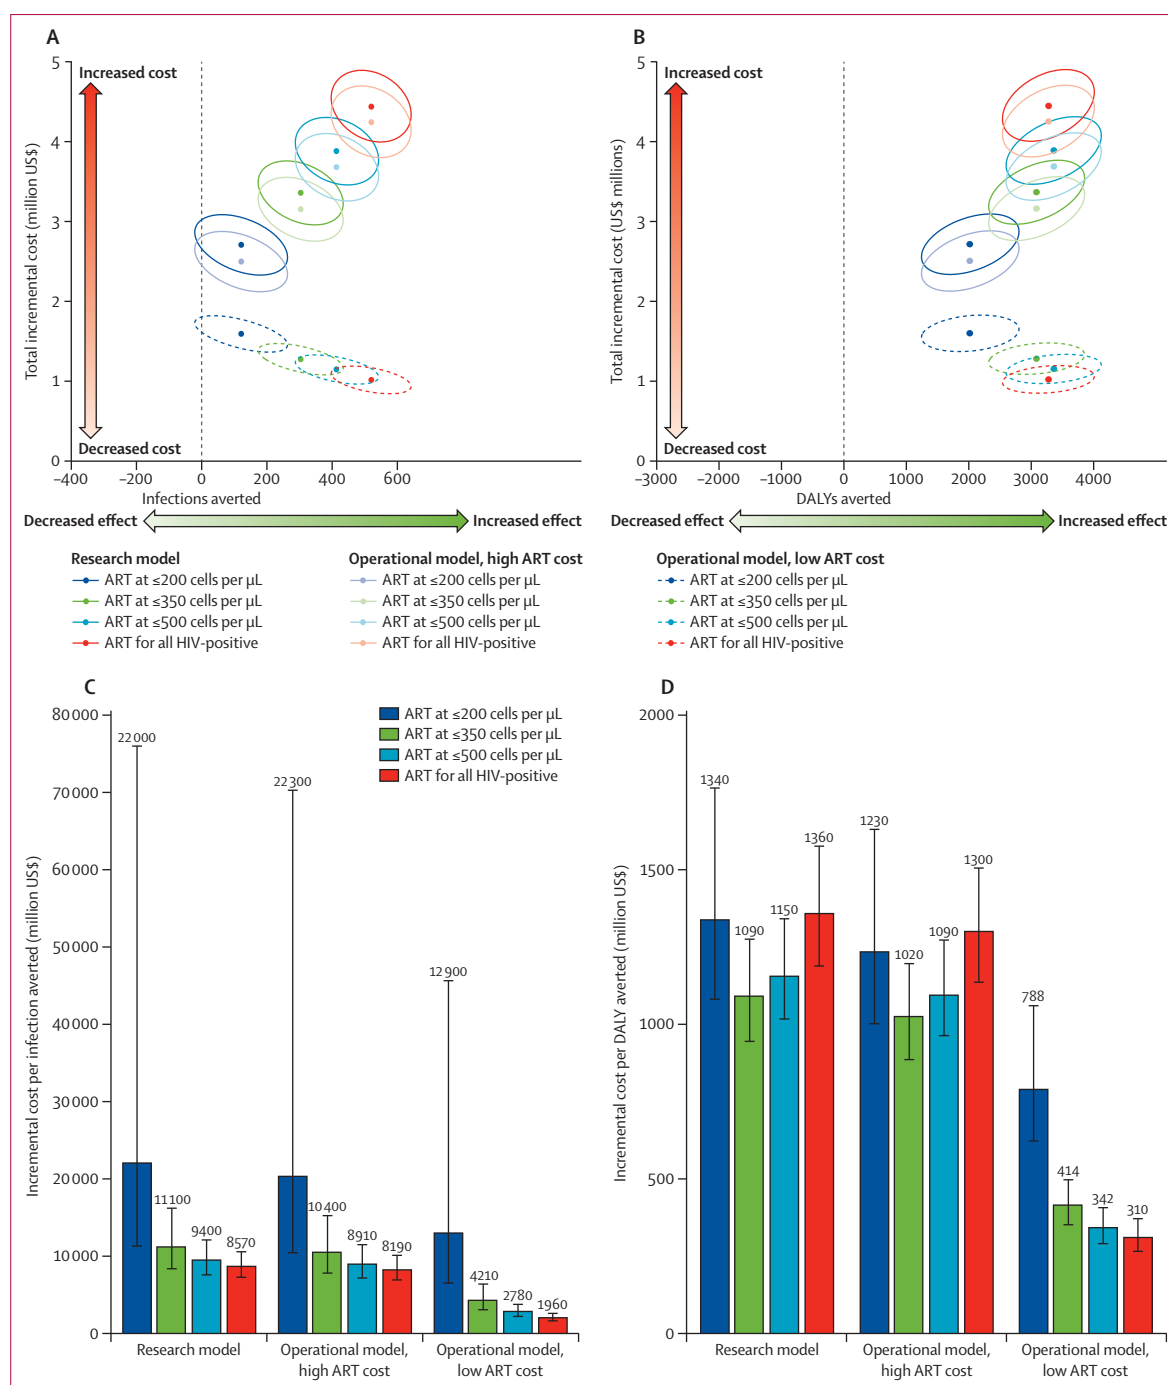 A
B
5
4
3
2
1
0
Total incremental cost (million US$)
Increased cost
Decreased cost
–400
–200
0
200
400
600
Infections averted
Decreased effect
Increased effect
5
4
3
2
1
0
Total incremental cost (US$ millions)
Increased cost
Decreased cost
–3000
–2000
–1000
0
1000
2000
3000
4000
DALYs averted
Decreased effect
Increased effect
Research model
ART at ≤200 cells per µL
ART at ≤350 cells per µL
ART at ≤500 cells per µL
ART for all HIV-positive
Operational model, high ART cost
ART at ≤200 cells per µL
ART at ≤350 cells per µL
ART at ≤500 cells per µL
ART for all HIV-positive
Operational model, low ART cost
ART at ≤200 cells per µL
ART at ≤350 cells per µL
ART at ≤500 cells per µL
ART for all HIV-positive
C
80 000
70 000
60 000
50 000
40 000
30 000
20 000
10 000
0
Incremental cost per infection averted (million US$)
ART at ≤200 cells per µL
ART at ≤350 cells per µL
ART at ≤500 cells per µL
ART for all HIV-positive
22 000
11 100
9400
8570
22 300
10 400
8910
8190
12 900
4210
2780
1960
Research model
Operational model,
high ART cost
Operational model,
low ART cost
D
2000
1500
1000
500
0
Incremental cost per DALY averted (million US$)
1340
1090
1150
1360
1230
1020
1090
1300
788
414
342
310
Research model
Operational model,
high ART cost
Operational model,
low ART cost